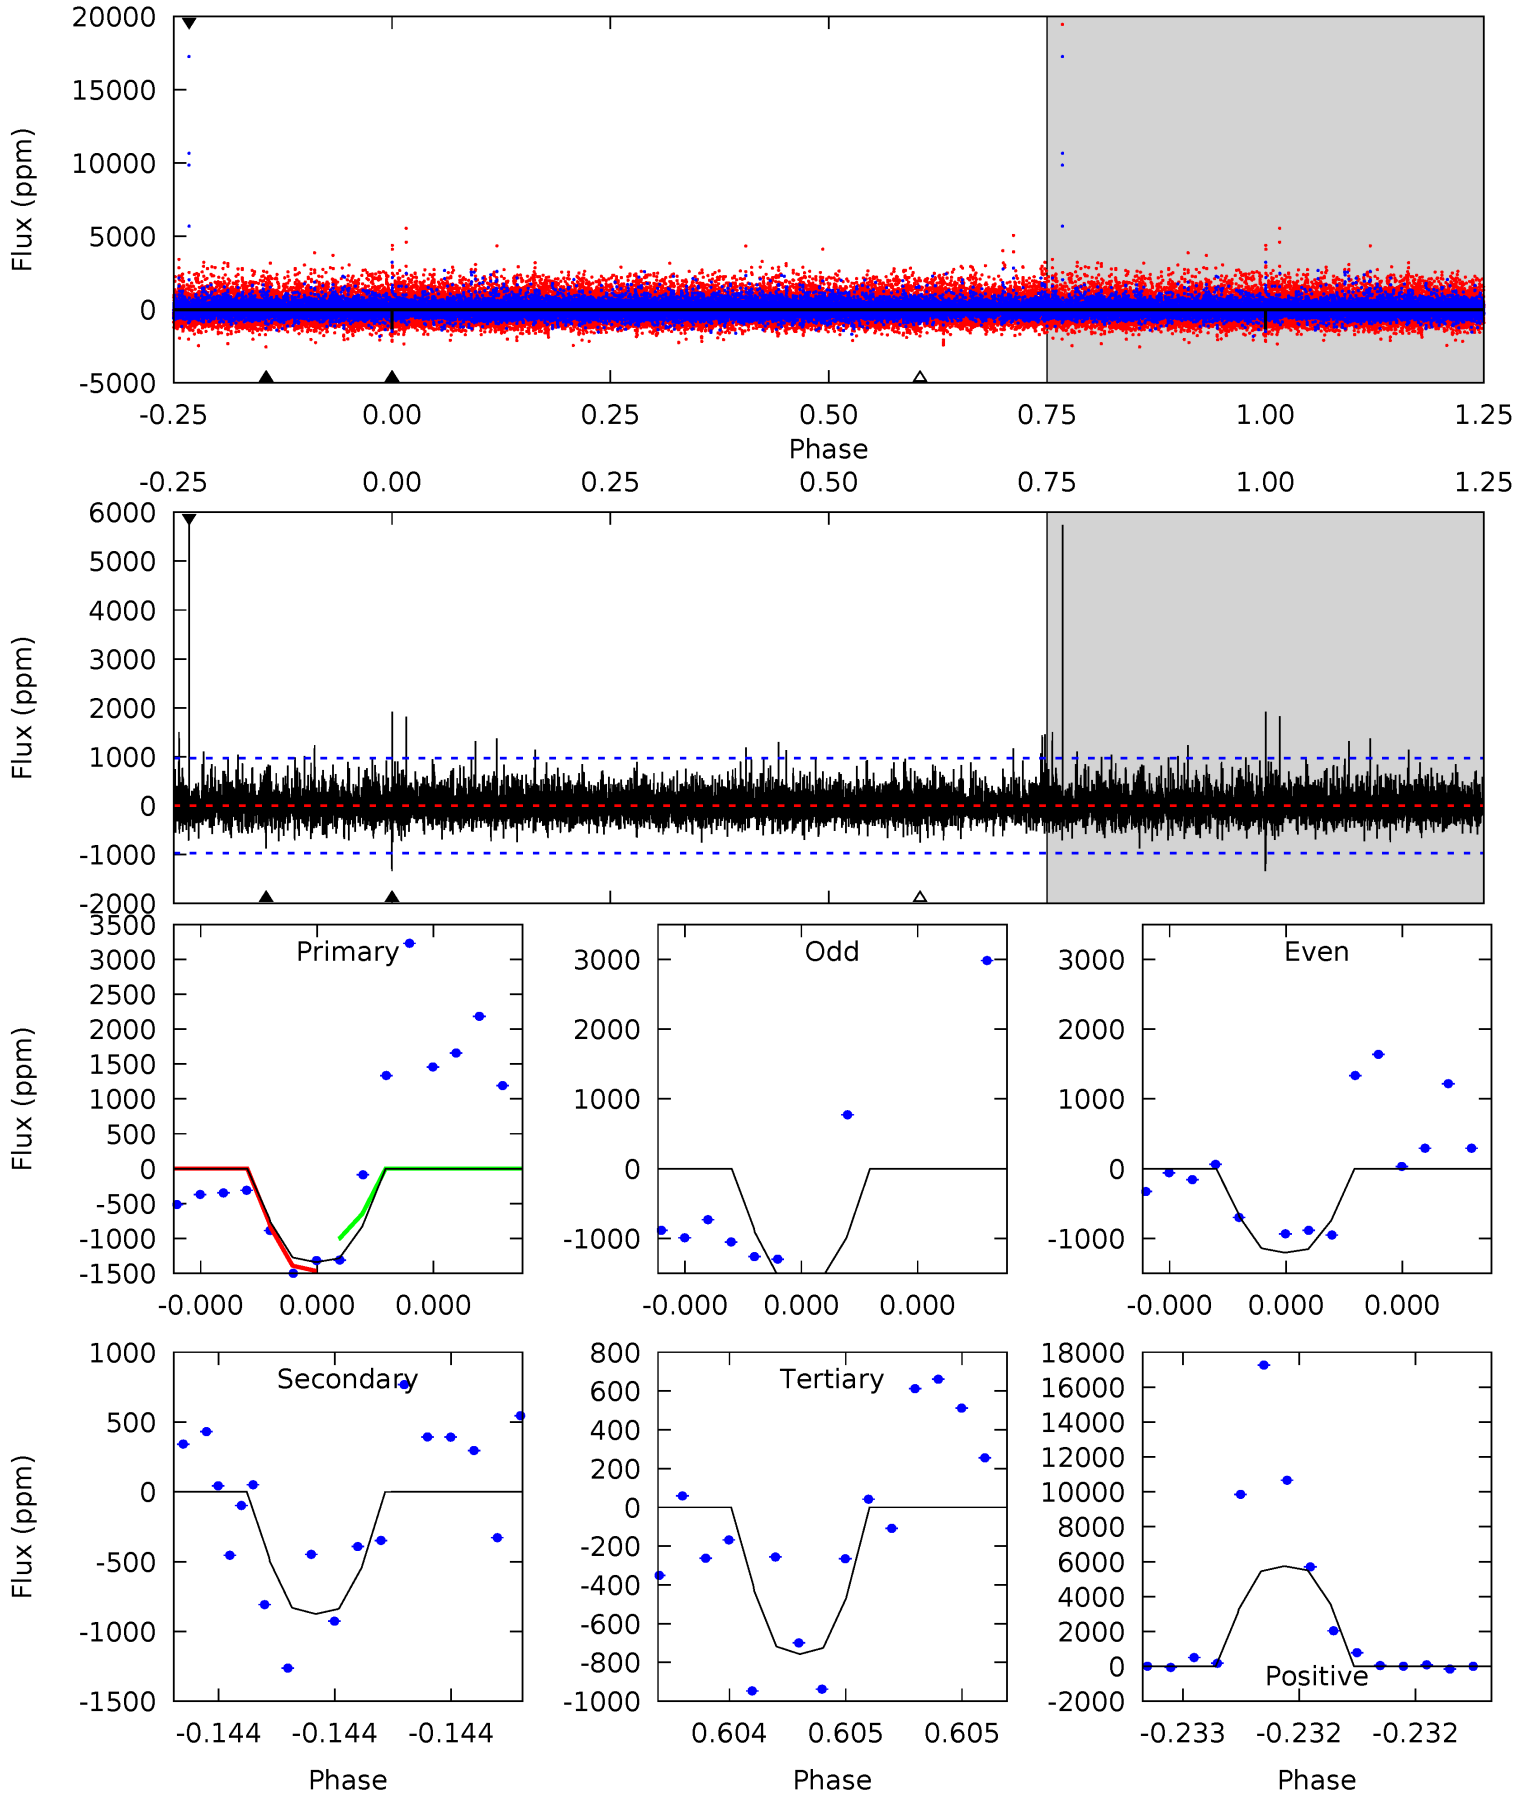 20000
15000
10000
5000
0
-5000
Flux (ppm)
-0.25 0.00 0.25 0.50 0.75 1.00 1.25
Phase
-0.25 0.00 0.25 0.50 0.75 1.00 1.25
6000
5000
4000
3000
2000
1000
0
-1000
-2000
Flux (ppm)
Primary
3500
3000
2500
2000
1500
1000
500
0
-500
-1000
-1500
Flux (ppm)
-0.000 0.000 0.000
Odd
3000
2000
1000
0
-1000
-0.000 0.000 0.000
Even
3000
2000
1000
0
-1000
-0.000 0.000 0.000
Secondary
1000
500
0
-500
-1000
-1500
Flux (ppm)
-0.144 -0.144 -0.144
Phase
Tertiary
800
600
400
200
0
-200
-400
-600
-800
-1000
0.604 0.605 0.605
Phase
18000
16000
14000
12000
10000
8000
6000
4000
2000
0
-2000
Positive
-0.233 -0.232 -0.232
Phase